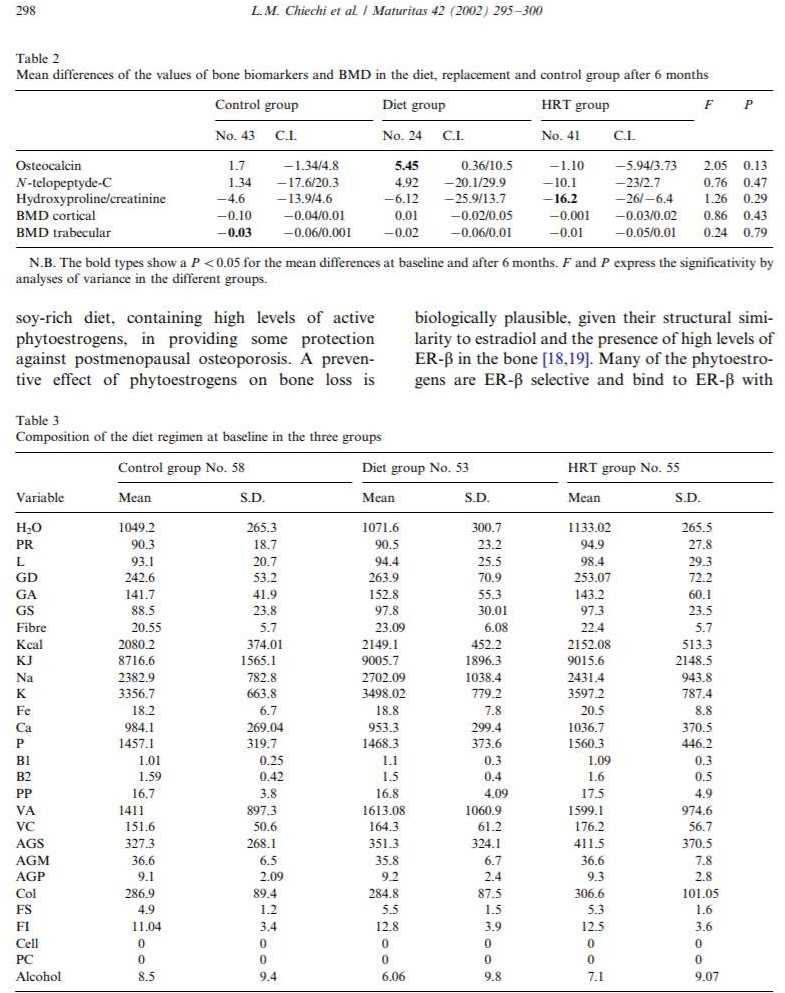 298
L.M. Chiechi et al. / Maturitas 42 (2002) 295–300
Table 2
Mean differences of the values of bone biomarkers and BMD in the diet, replacement and control group after 6 months
Control group Diet group HRT group F P
No. 43 C.I. No. 24 C.I. No. 41 C.I.
Osteocalcin 1.7 −1.34/4.8 5.45 0.36/10.5 −1.10 −5.94/3.73 2.05 0.13
N-telopeptyde-C 1.34 −17.6/20.3 4.92 −20.1/29.9 −10.1 −23/2.7 0.76 0.47
Hydroxyproline/creatinine −4.6 −13.9/4.6 −6.12 −25.9/13.7 −16.2 −26/−6.4 1.26 0.29
BMD cortical −0.10 −0.04/0.01 0.01 −0.02/0.05 −0.001 −0.03/0.02 0.86 0.43
BMD trabecular −0.03 −0.06/0.001 −0.02 −0.06/0.01 −0.01 −0.05/0.01 0.24 0.79
N.B. The bold types show a P <0.05 for the mean differences at baseline and after 6 months. F and P express the significativity by
analyses of variance in the different groups.
soy-rich diet, containing high levels of active
phytoestrogens, in providing some protection
against postmenopausal osteoporosis. A preven-
tive effect of phytoestrogens on bone loss is
biologically plausible, given their structural simi-
larity to estradiol and the presence of high levels of
ER-β in the bone [18,19]. Many of the phytoestro-
gens are ER-β selective and bind to ER-β with
Table 3
Composition of the diet regimen at baseline in the three groups
Control group No. 58 Diet group No. 53 HRT group No. 55
Variable Mean S.D. Mean S.D. Mean S.D.
H₂O 1049.2 265.3 1071.6 300.7 1133.02 265.5
PR 90.3 18.7 90.5 23.2 94.9 27.8
L 93.1 20.7 94.4 25.5 98.4 29.3
GD 242.6 53.2 263.9 70.9 253.07 72.2
GA 141.7 41.9 152.8 55.3 143.2 60.1
GS 88.5 23.8 97.8 30.01 97.3 23.5
Fibre 20.55 5.7 23.09 6.08 22.4 5.7
Kcal 2080.2 374.01 2149.1 452.2 2152.08 513.3
KJ 8716.6 1565.1 9005.7 1896.3 9015.6 2148.5
Na 2382.9 782.8 2702.09 1038.4 2431.4 943.8
K 3356.7 663.8 3498.02 779.2 3597.2 787.4
Fe 18.2 6.7 18.8 7.8 20.5 8.8
Ca 984.1 269.04 953.3 299.4 1036.7 370.5
P 1457.1 319.7 1468.3 373.6 1560.3 446.2
B1 1.01 0.25 1.1 0.3 1.09 0.3
B2 1.59 0.42 1.5 0.4 1.6 0.5
PP 16.7 3.8 16.8 4.09 17.5 4.9
VA 1411 897.3 1613.08 1060.9 1599.1 974.6
VC 151.6 50.6 164.3 61.2 176.2 56.7
AGS 327.3 268.1 351.3 324.1 411.5 370.5
AGM 36.6 6.5 35.8 6.7 36.6 7.8
AGP 9.1 2.09 9.2 2.4 9.3 2.8
Col 286.9 89.4 284.8 87.5 306.6 101.05
FS 4.9 1.2 5.5 1.5 5.3 1.6
FI 11.04 3.4 12.8 3.9 12.5 3.6
Cell 0 0 0 0 0 0
PC 0 0 0 0 0 0
Alcohol 8.5 9.4 6.06 9.8 7.1 9.07